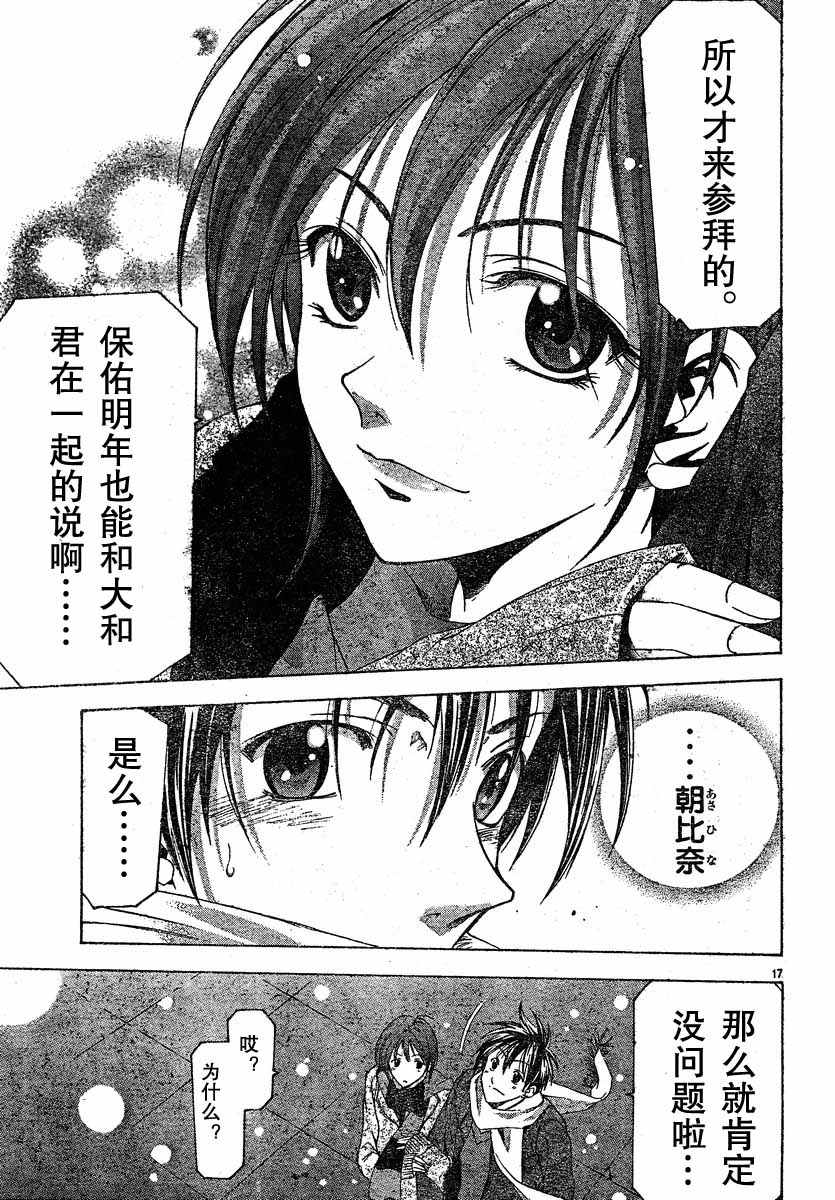 所以才来参拜的。
保佑明年也能和大和
君在一起的说啊……
‥‥朝比奈
あさひな
是么……
17
那么就肯定
没问题啦…
哎？
为什么？